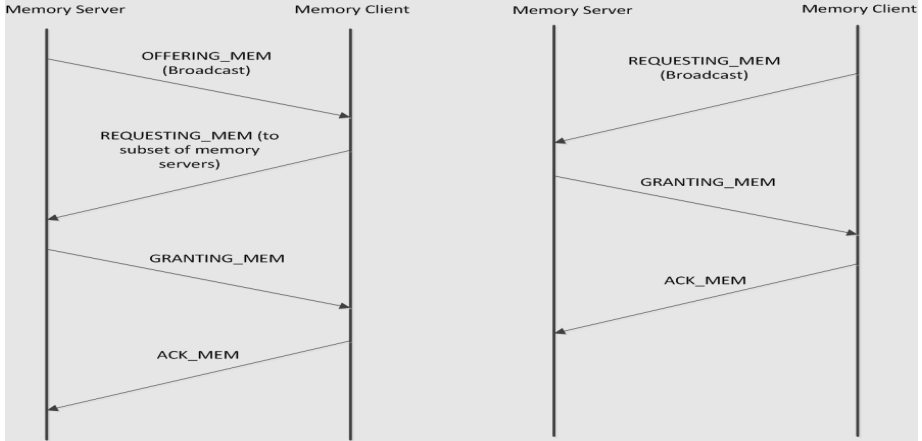 Memory Server
Memory Client
OFFERING_MEM
(Broadcast)
REQUESTING_MEM (to
subset of memory
servers)
GRANTING_MEM
ACK_MEM
Memory Server
Memory Client
REQUESTING_MEM
(Broadcast)
GRANTING_MEM
ACK_MEM